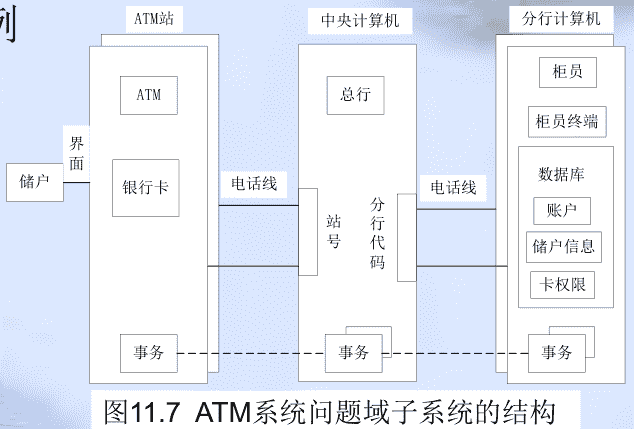 例
ATM站
中央计算机
分行计算机
ATM
总行
柜员
柜员终端
界面
储户
银行卡
电话线
站号
分行代码
电话线
数据库
账户
储户信息
卡权限
事务
事务
事务
图11.7 ATM系统问题域子系统的结构